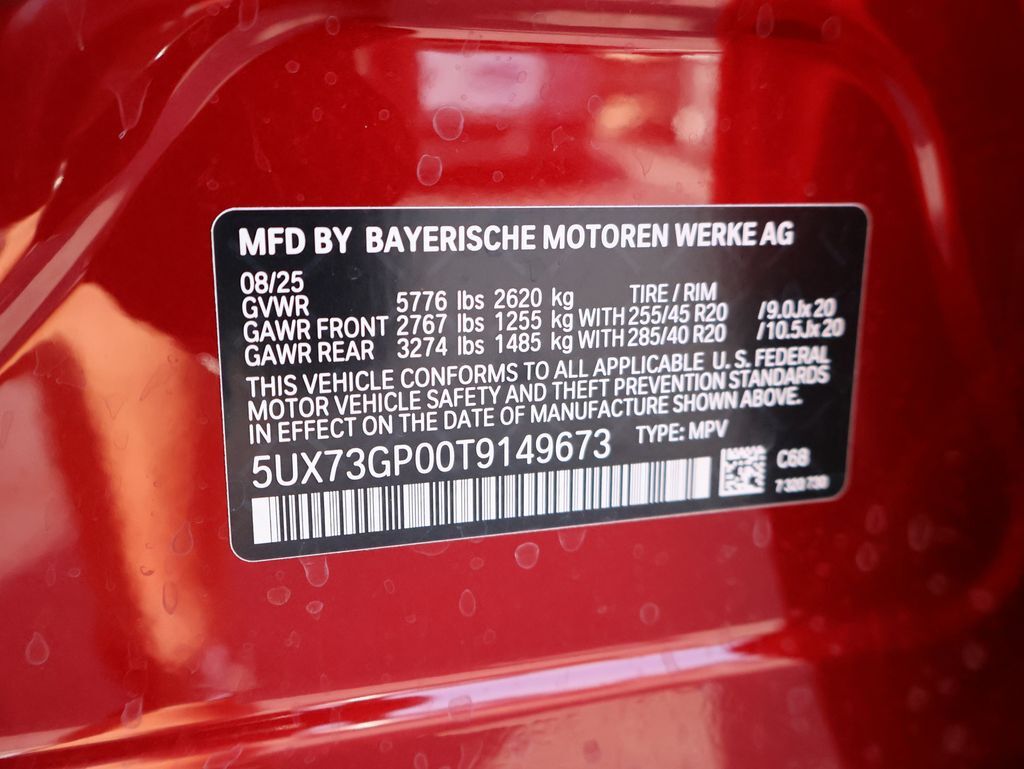 MFD BY BAYERISCHE MOTOREN WERKE AG
08/25
GVWR 5776 lbs 2620 kg TIRE / RIM
GAWR FRONT 2767 lbs 1255 kg WITH 255/45 R20 /9.0Jx20
GAWR REAR 3274 lbs 1485 kg WITH 285/40 R20 /10.5Jx20
THIS VEHICLE CONFORMS TO ALL APPLICABLE U.S. FEDERAL
MOTOR VEHICLE SAFETY AND THEFT PREVENTION STANDARDS
IN EFFECT ON THE DATE OF MANUFACTURE SHOWN ABOVE.
5UX73GP00T9149673 TYPE: MPV
C68